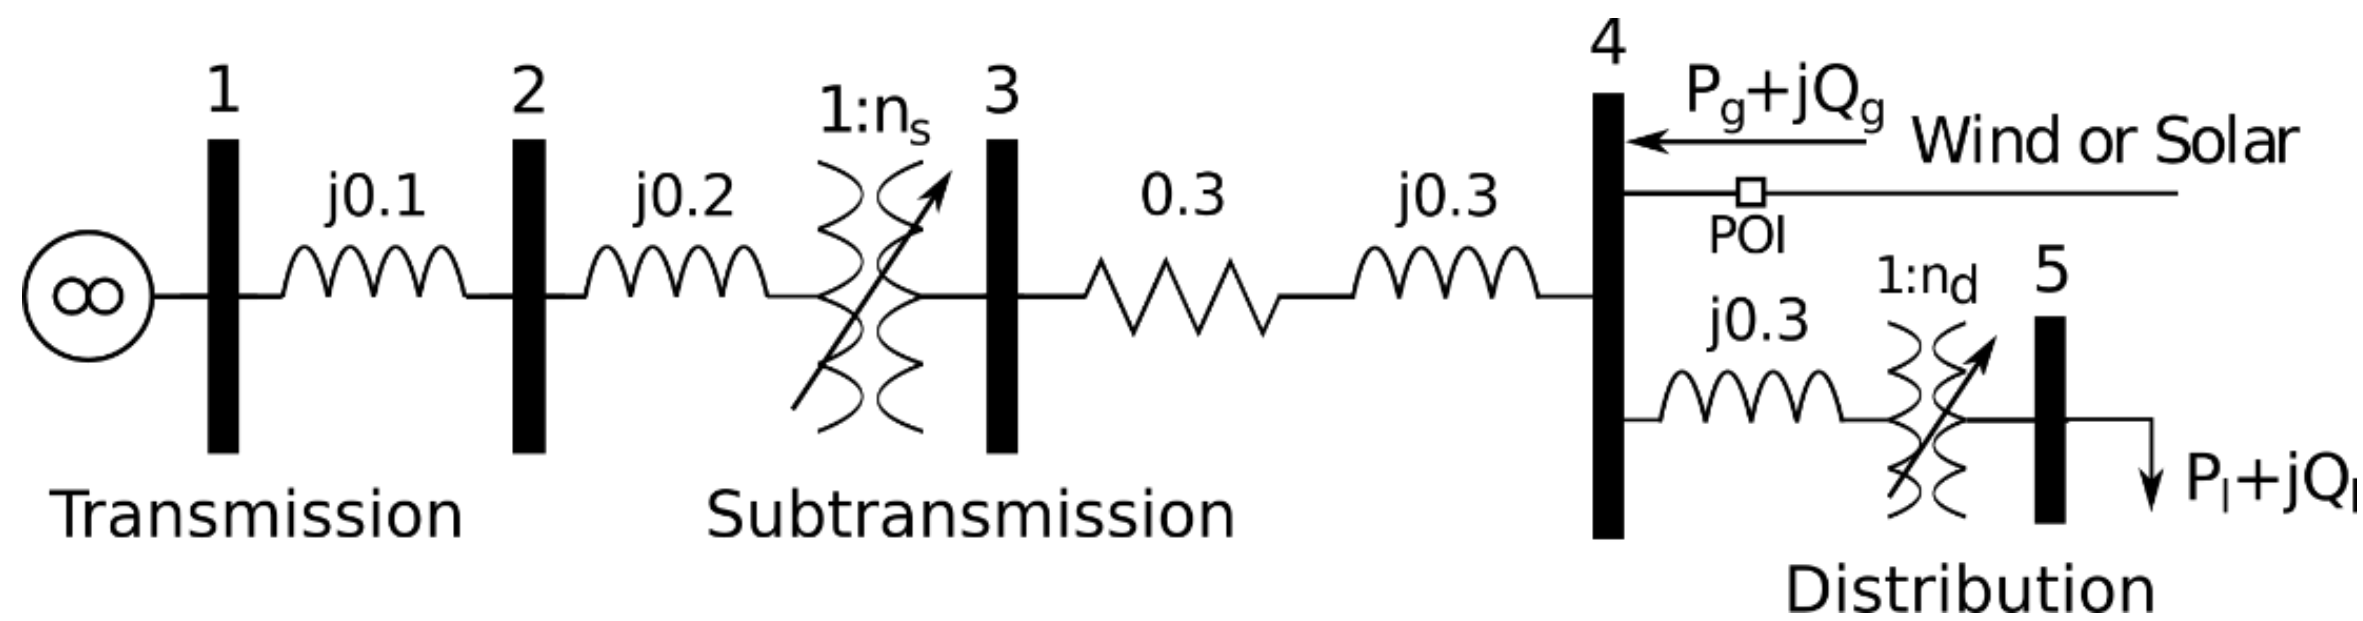 1
2
1:ns
3
4
j0.1
j0.2
0.3
j0.3
Pg+jQg
Wind or Solar
POI
j0.3
1:nd
5
Pl+jQl
Transmission
Subtransmission
Distribution